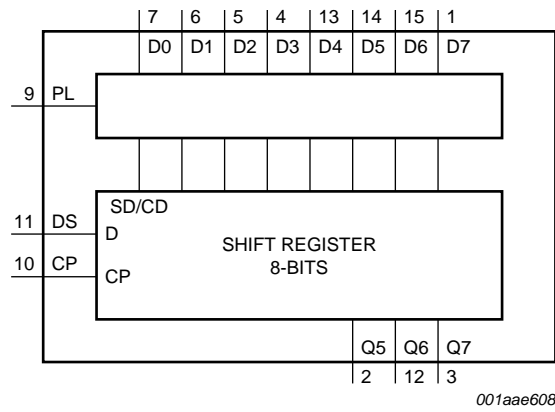 7 6 5 4 13 14 15 1
D0 D1 D2 D3 D4 D5 D6 D7
9 PL
SD/CD
11 DS D
SHIFT REGISTER
8-BITS
10 CP CP
Q5 Q6 Q7
2 12 3
001aae608